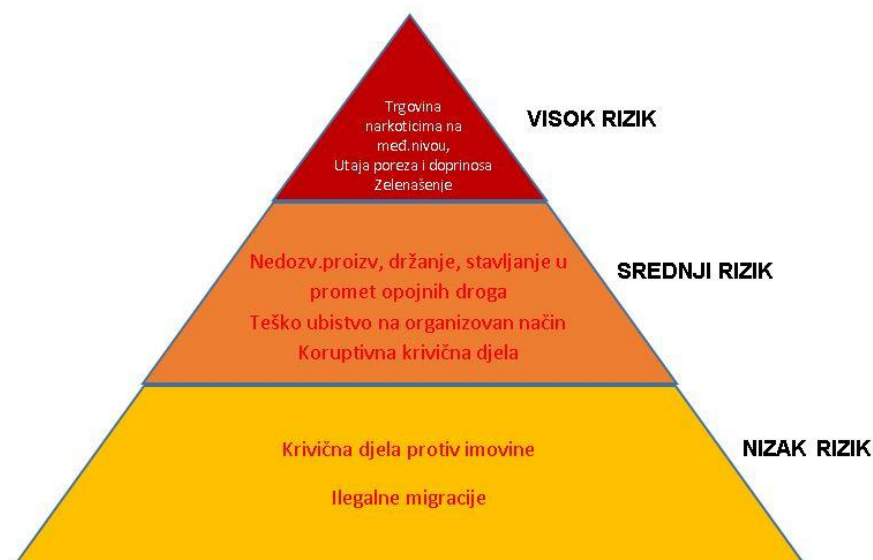 Trgovina
narkoticima na
međ.nivou,
Utaja poreza i doprinosa
Zelenašenje
VISOK RIZIK
Nedozv.proizv, držanje, stavljanje u
promet opojnih droga
Teško ubistvo na organizovan način
Koruptivna krivična djela
SREDNJI RIZIK
Krivična djela protiv imovine
Ilegalne migracije
NIZAK RIZIK